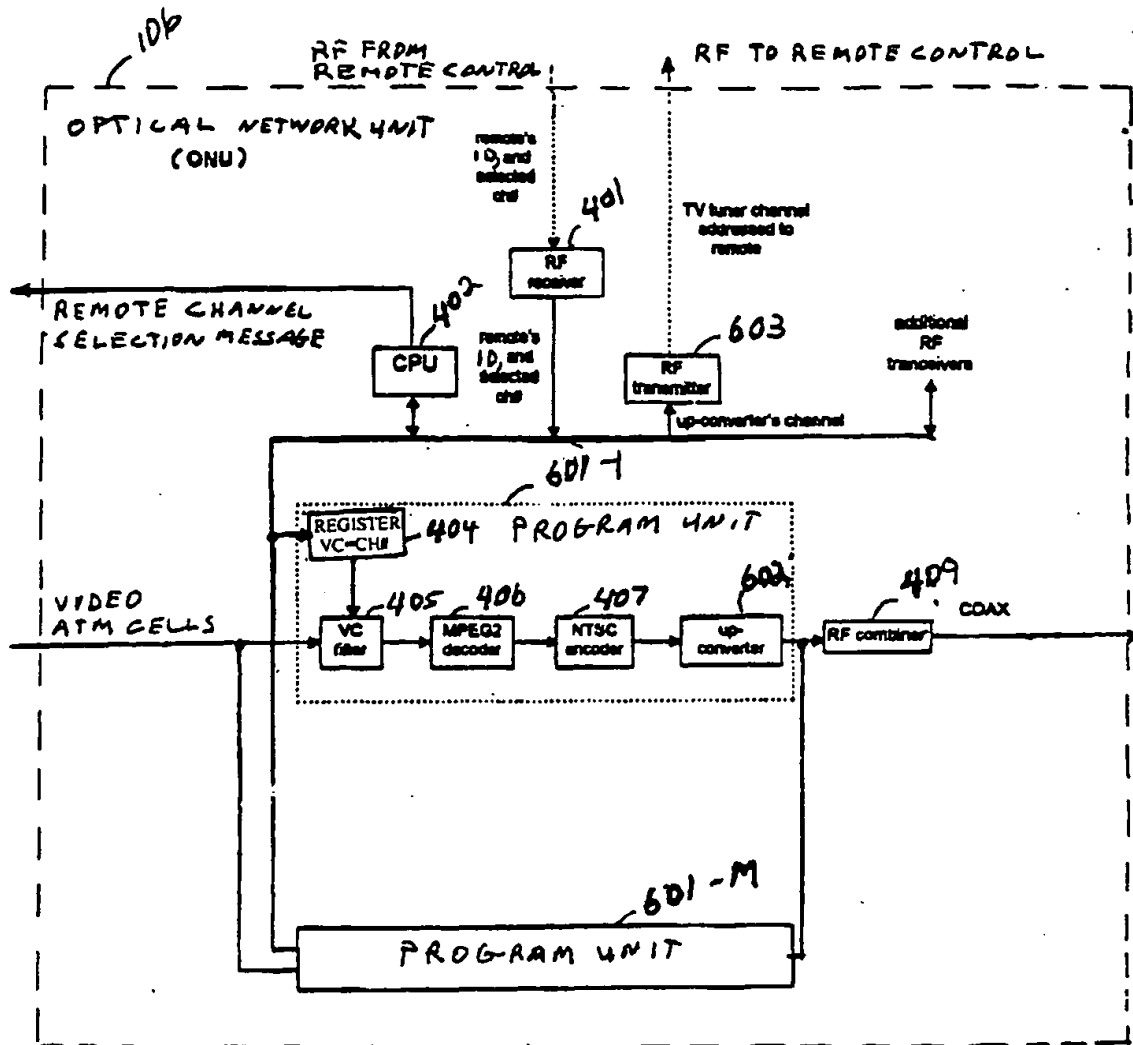 106
RF FROM
REMOTE CONTROL
RF TO REMOTE CONTROL
OPTICAL NETWORK UNIT
(ONU)
remote's
ID, and
selected
ch#
401
TV tuner channel
addressed to
remote
RF
receiver
REMOTE CHANNEL
SELECTION MESSAGE
402
CPU
remote's
ID, and
selected
ch#
603
RF
transmitter
additional
RF
tranceivers
up-converter's channel
601-1
REGISTER
VC=CH#
404
PROGRAM UNIT
VIDEO
ATM CELLS
405
406
407
602
409
COAX
VC
filter
MPEG2
decoder
NTSC
encoder
up-
converter
RF combiner
601-M
PROGRAM UNIT